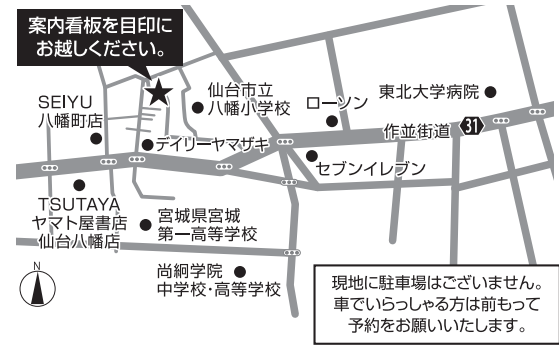 案内看板を目印に
お越しください。
SEIYU
八幡町店
仙台市立
八幡小学校
ローソン
東北大学病院
作並街道
31
デイリーヤマザキ
セブンイレブン
TSUTAYA
ヤマト屋書店
仙台八幡店
宮城県宮城
第一高等学校
尚絅学院
中学校・高等学校
N
現地に駐車場はございません。
車でいらっしゃる方は前もって
予約をお願いいたします。